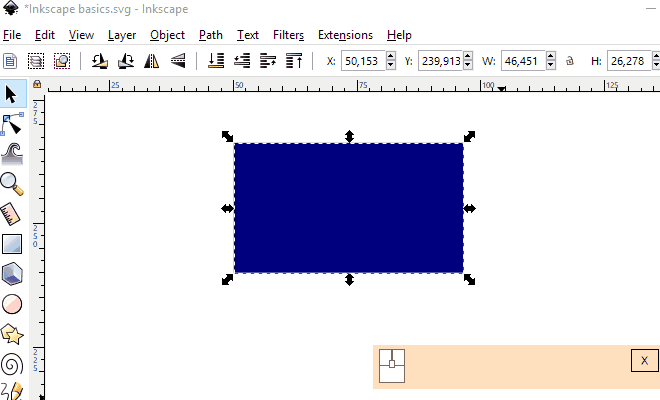 *Inkscape basics.svg - Inkscape
File Edit View Layer Object Path Text Filters Extensions Help
X: 50,153 Y: 239,913 W: 46,451 H: 26,278
25 50 75 100 125
275
250
225
X